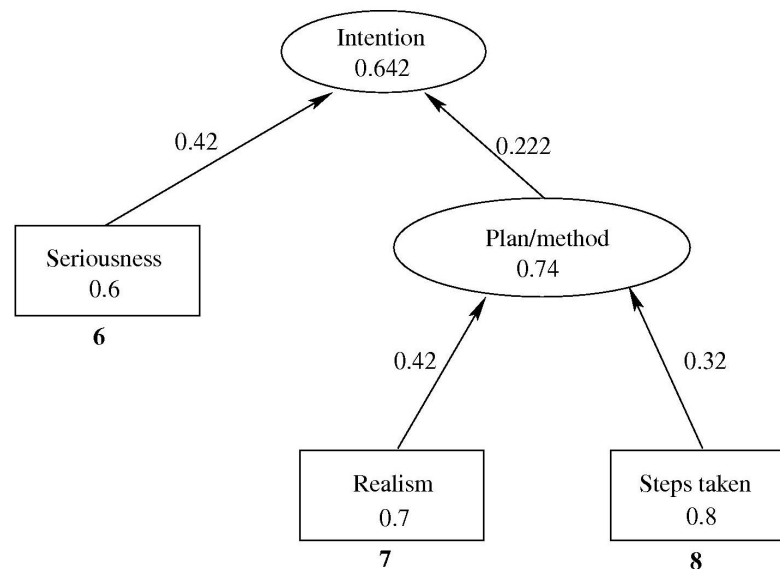 Intention
0.642
0.42
0.222
Seriousness
0.6
6
Plan/method
0.74
0.42
0.32
Realism
0.7
7
Steps taken
0.8
8